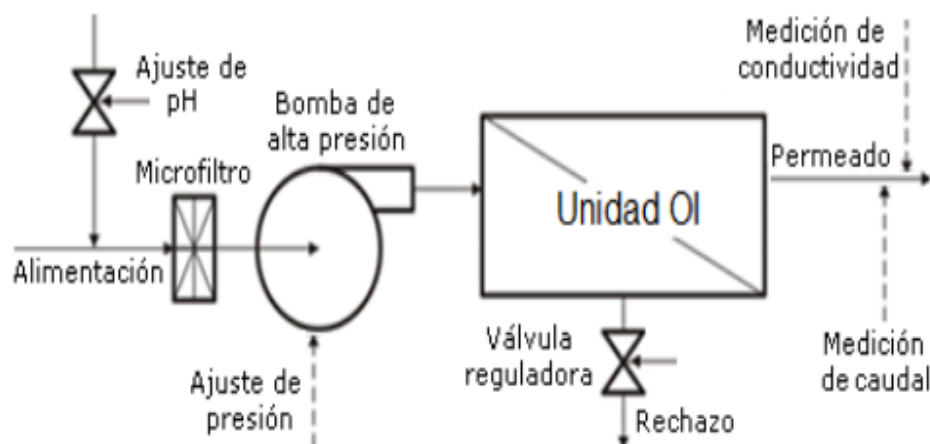 Ajuste de
pH
Microfiltro
Alimentación
Bomba de
alta presión
Ajuste de
presión
Unidad OI
Válvula
reguladora
Rechazo
Medición de
conductividad
Permeado
Medición
de caudal